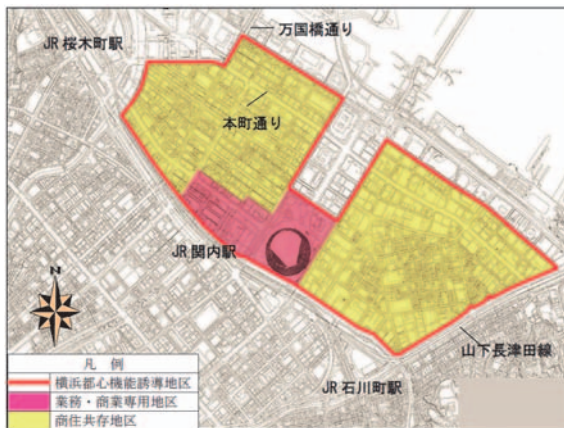 万国橋通り
JR 桜木町駅
本町通り
JR 関内駅
N
山下長津田線
JR 石川町駅
凡 例
横浜都心機能誘導地区
業務・商業専用地区
商住共存地区